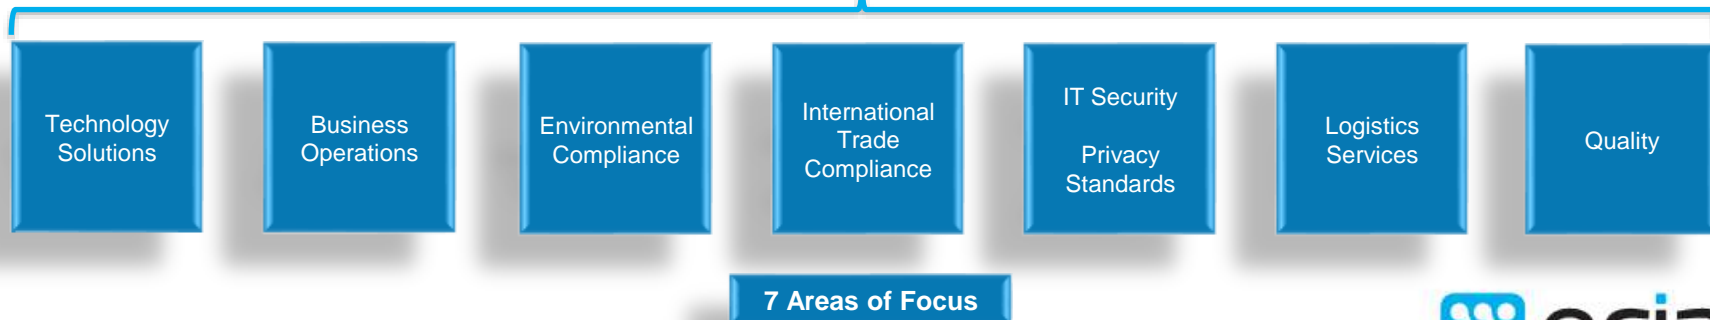 Technology
Solutions
Business
Operations
Environmental
Compliance
International
Trade
Compliance
IT Security
Privacy
Standards
Logistics
Services
Quality
7 Areas of Focus